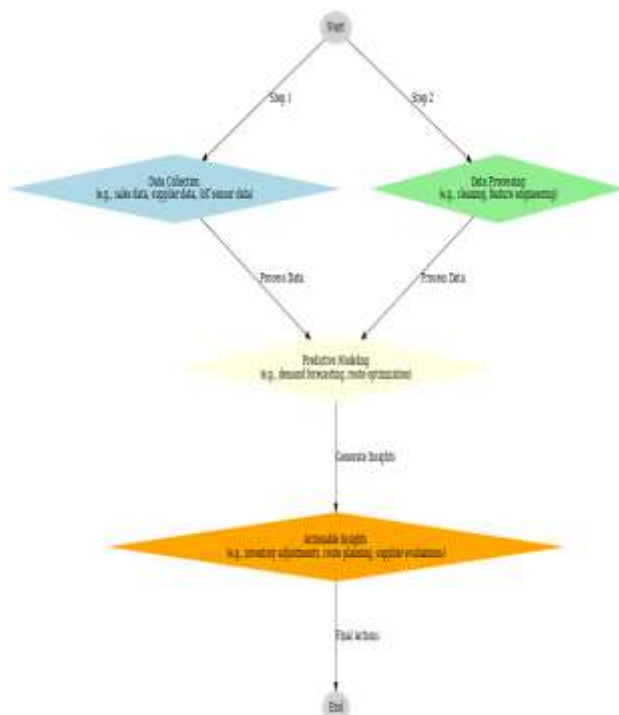 Start
Step 1
Step 2
Data Collection
(e.g., sales data, supplier data, IoT sensor data)
Data Processing
(e.g., cleaning, feature engineering)
Process Data
Process Data
Predictive Modeling
(e.g., demand forecasting, route optimization)
Generate Insights
Actionable Insights
(e.g., inventory adjustments, route planning, supplier evaluations)
Final Actions
End